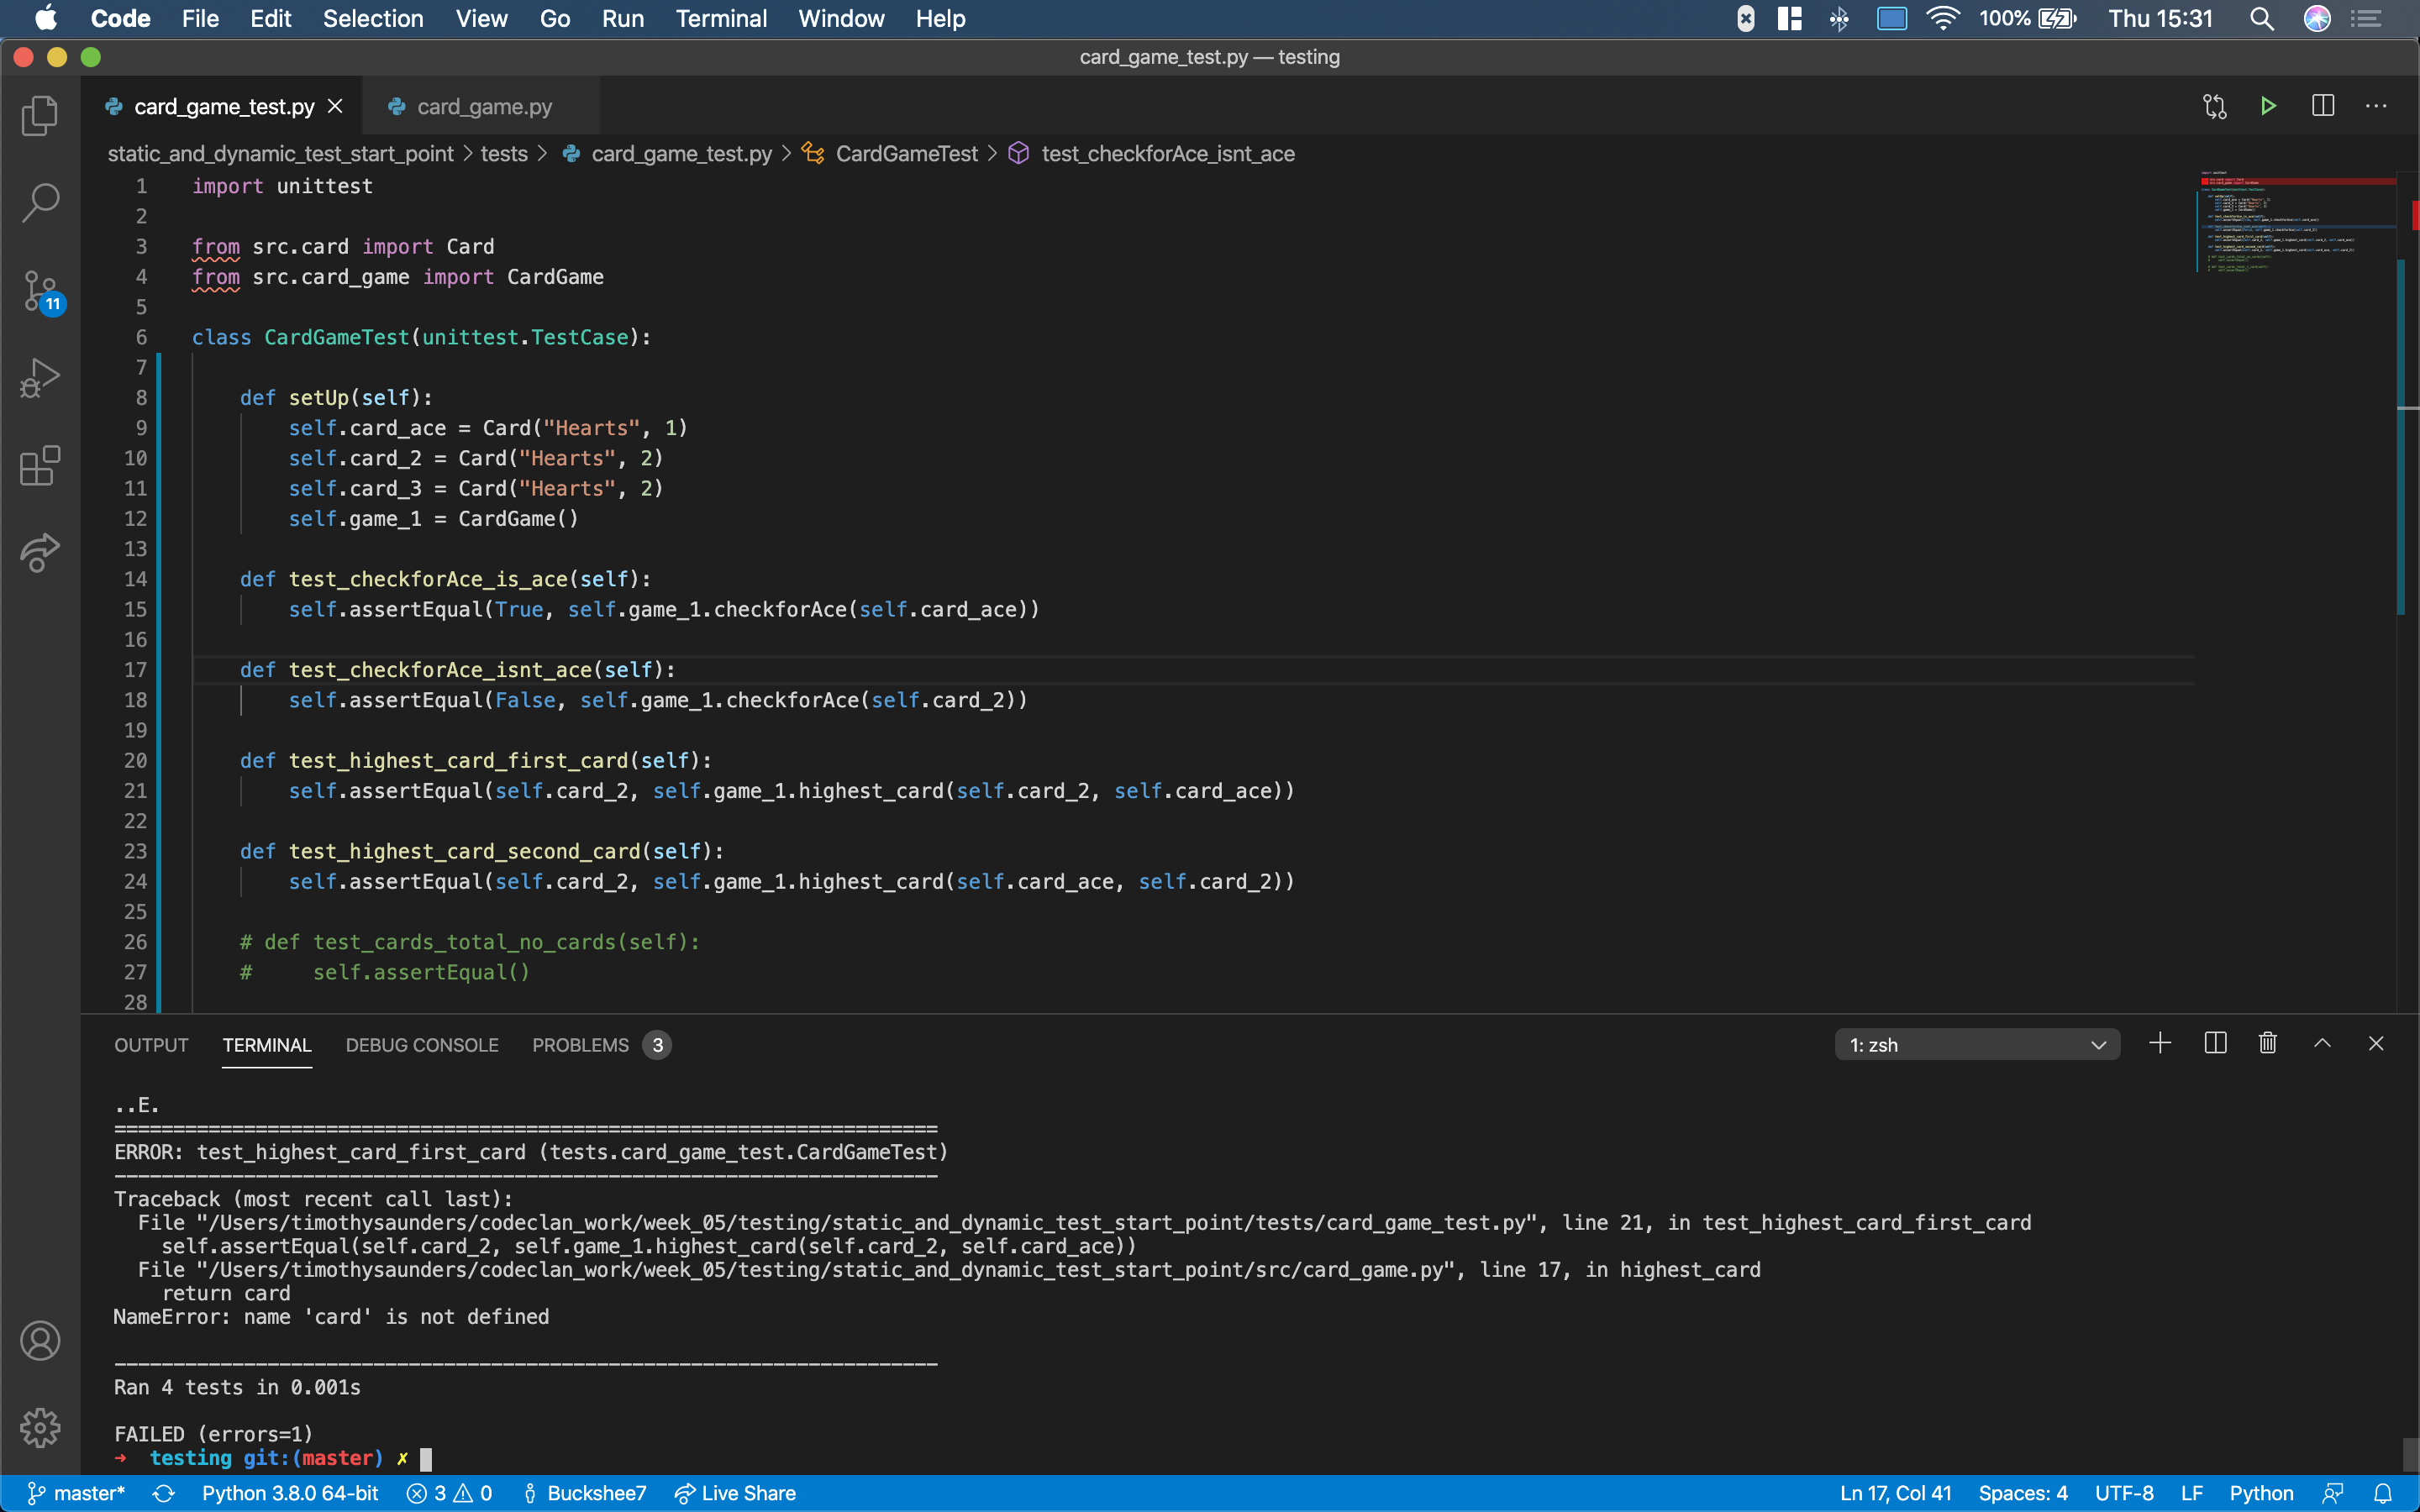 Code File Edit Selection View Go Run Terminal Window Help 100% Thu 15:31
card_game_test.py — testing
card_game_test.py card_game.py
static_and_dynamic_test_start_point > tests > card_game_test.py > CardGameTest > test_checkforAce_isnt_ace
11
1 import unittest
2
3 from src.card import Card
4 from src.card_game import CardGame
5
6 class CardGameTest(unittest.TestCase):
7
8     def setUp(self):
9         self.card_ace = Card("Hearts", 1)
10         self.card_2 = Card("Hearts", 2)
11         self.card_3 = Card("Hearts", 2)
12         self.game_1 = CardGame()
13
14     def test_checkforAce_is_ace(self):
15         self.assertEqual(True, self.game_1.checkforAce(self.card_ace))
16
17     def test_checkforAce_isnt_ace(self):
18         self.assertEqual(False, self.game_1.checkforAce(self.card_2))
19
20     def test_highest_card_first_card(self):
21         self.assertEqual(self.card_2, self.game_1.highest_card(self.card_2, self.card_ace))
22
23     def test_highest_card_second_card(self):
24         self.assertEqual(self.card_2, self.game_1.highest_card(self.card_ace, self.card_2))
25
26     # def test_cards_total_no_cards(self):
27     #     self.assertEqual()
28
OUTPUT TERMINAL DEBUG CONSOLE PROBLEMS 3 1: zsh
..E.
======================================================================
ERROR: test_highest_card_first_card (tests.card_game_test.CardGameTest)
----------------------------------------------------------------------
Traceback (most recent call last):
  File "/Users/timothysaunders/codeclan_work/week_05/testing/static_and_dynamic_test_start_point/tests/card_game_test.py", line 21, in test_highest_card_first_card
    self.assertEqual(self.card_2, self.game_1.highest_card(self.card_2, self.card_ace))
  File "/Users/timothysaunders/codeclan_work/week_05/testing/static_and_dynamic_test_start_point/src/card_game.py", line 17, in highest_card
    return card
NameError: name 'card' is not defined
----------------------------------------------------------------------
Ran 4 tests in 0.001s
FAILED (errors=1)
➜ testing git:(master) ✗
master* Python 3.8.0 64-bit 3 0 Buckshee7 Live Share Ln 17, Col 41 Spaces: 4 UTF-8 LF Python